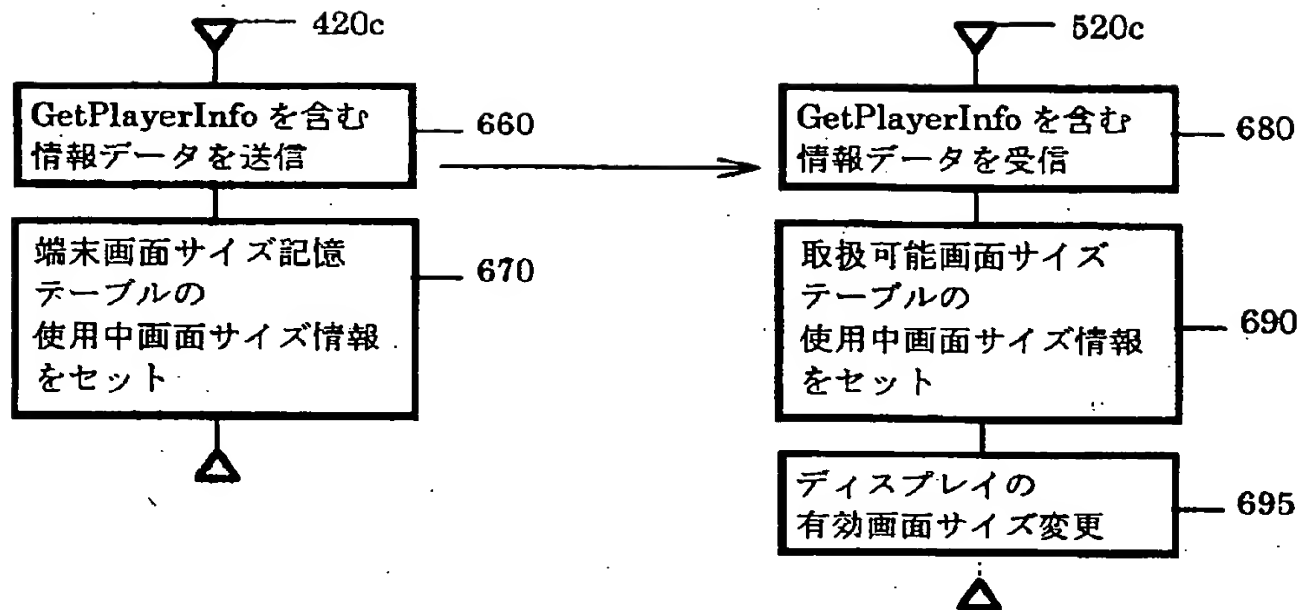 420c
GetPlayerInfo を含む
情報データを送信
660
端末画面サイズ記憶
テーブルの
使用中画面サイズ情報
をセット
670
520c
GetPlayerInfo を含む
情報データを受信
680
取扱可能画面サイズ
テーブルの
使用中画面サイズ情報
をセット
690
ディスプレイの
有効画面サイズ変更
695